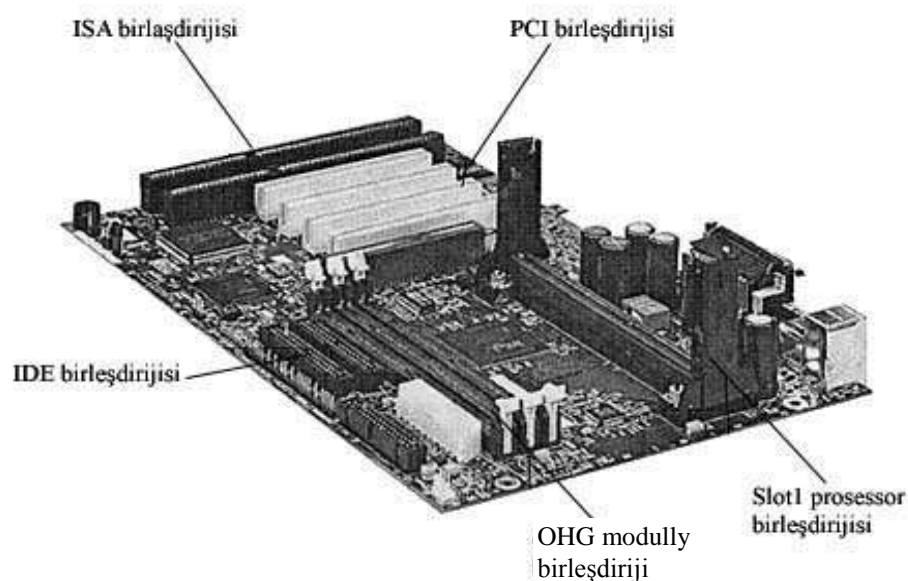 ISA birlaşdirijisi
PCI birleşdirijisi
IDE birleşdirijisi
Slot1 prosessor
birleşdirijisi
OHG modully
birleşdiriji